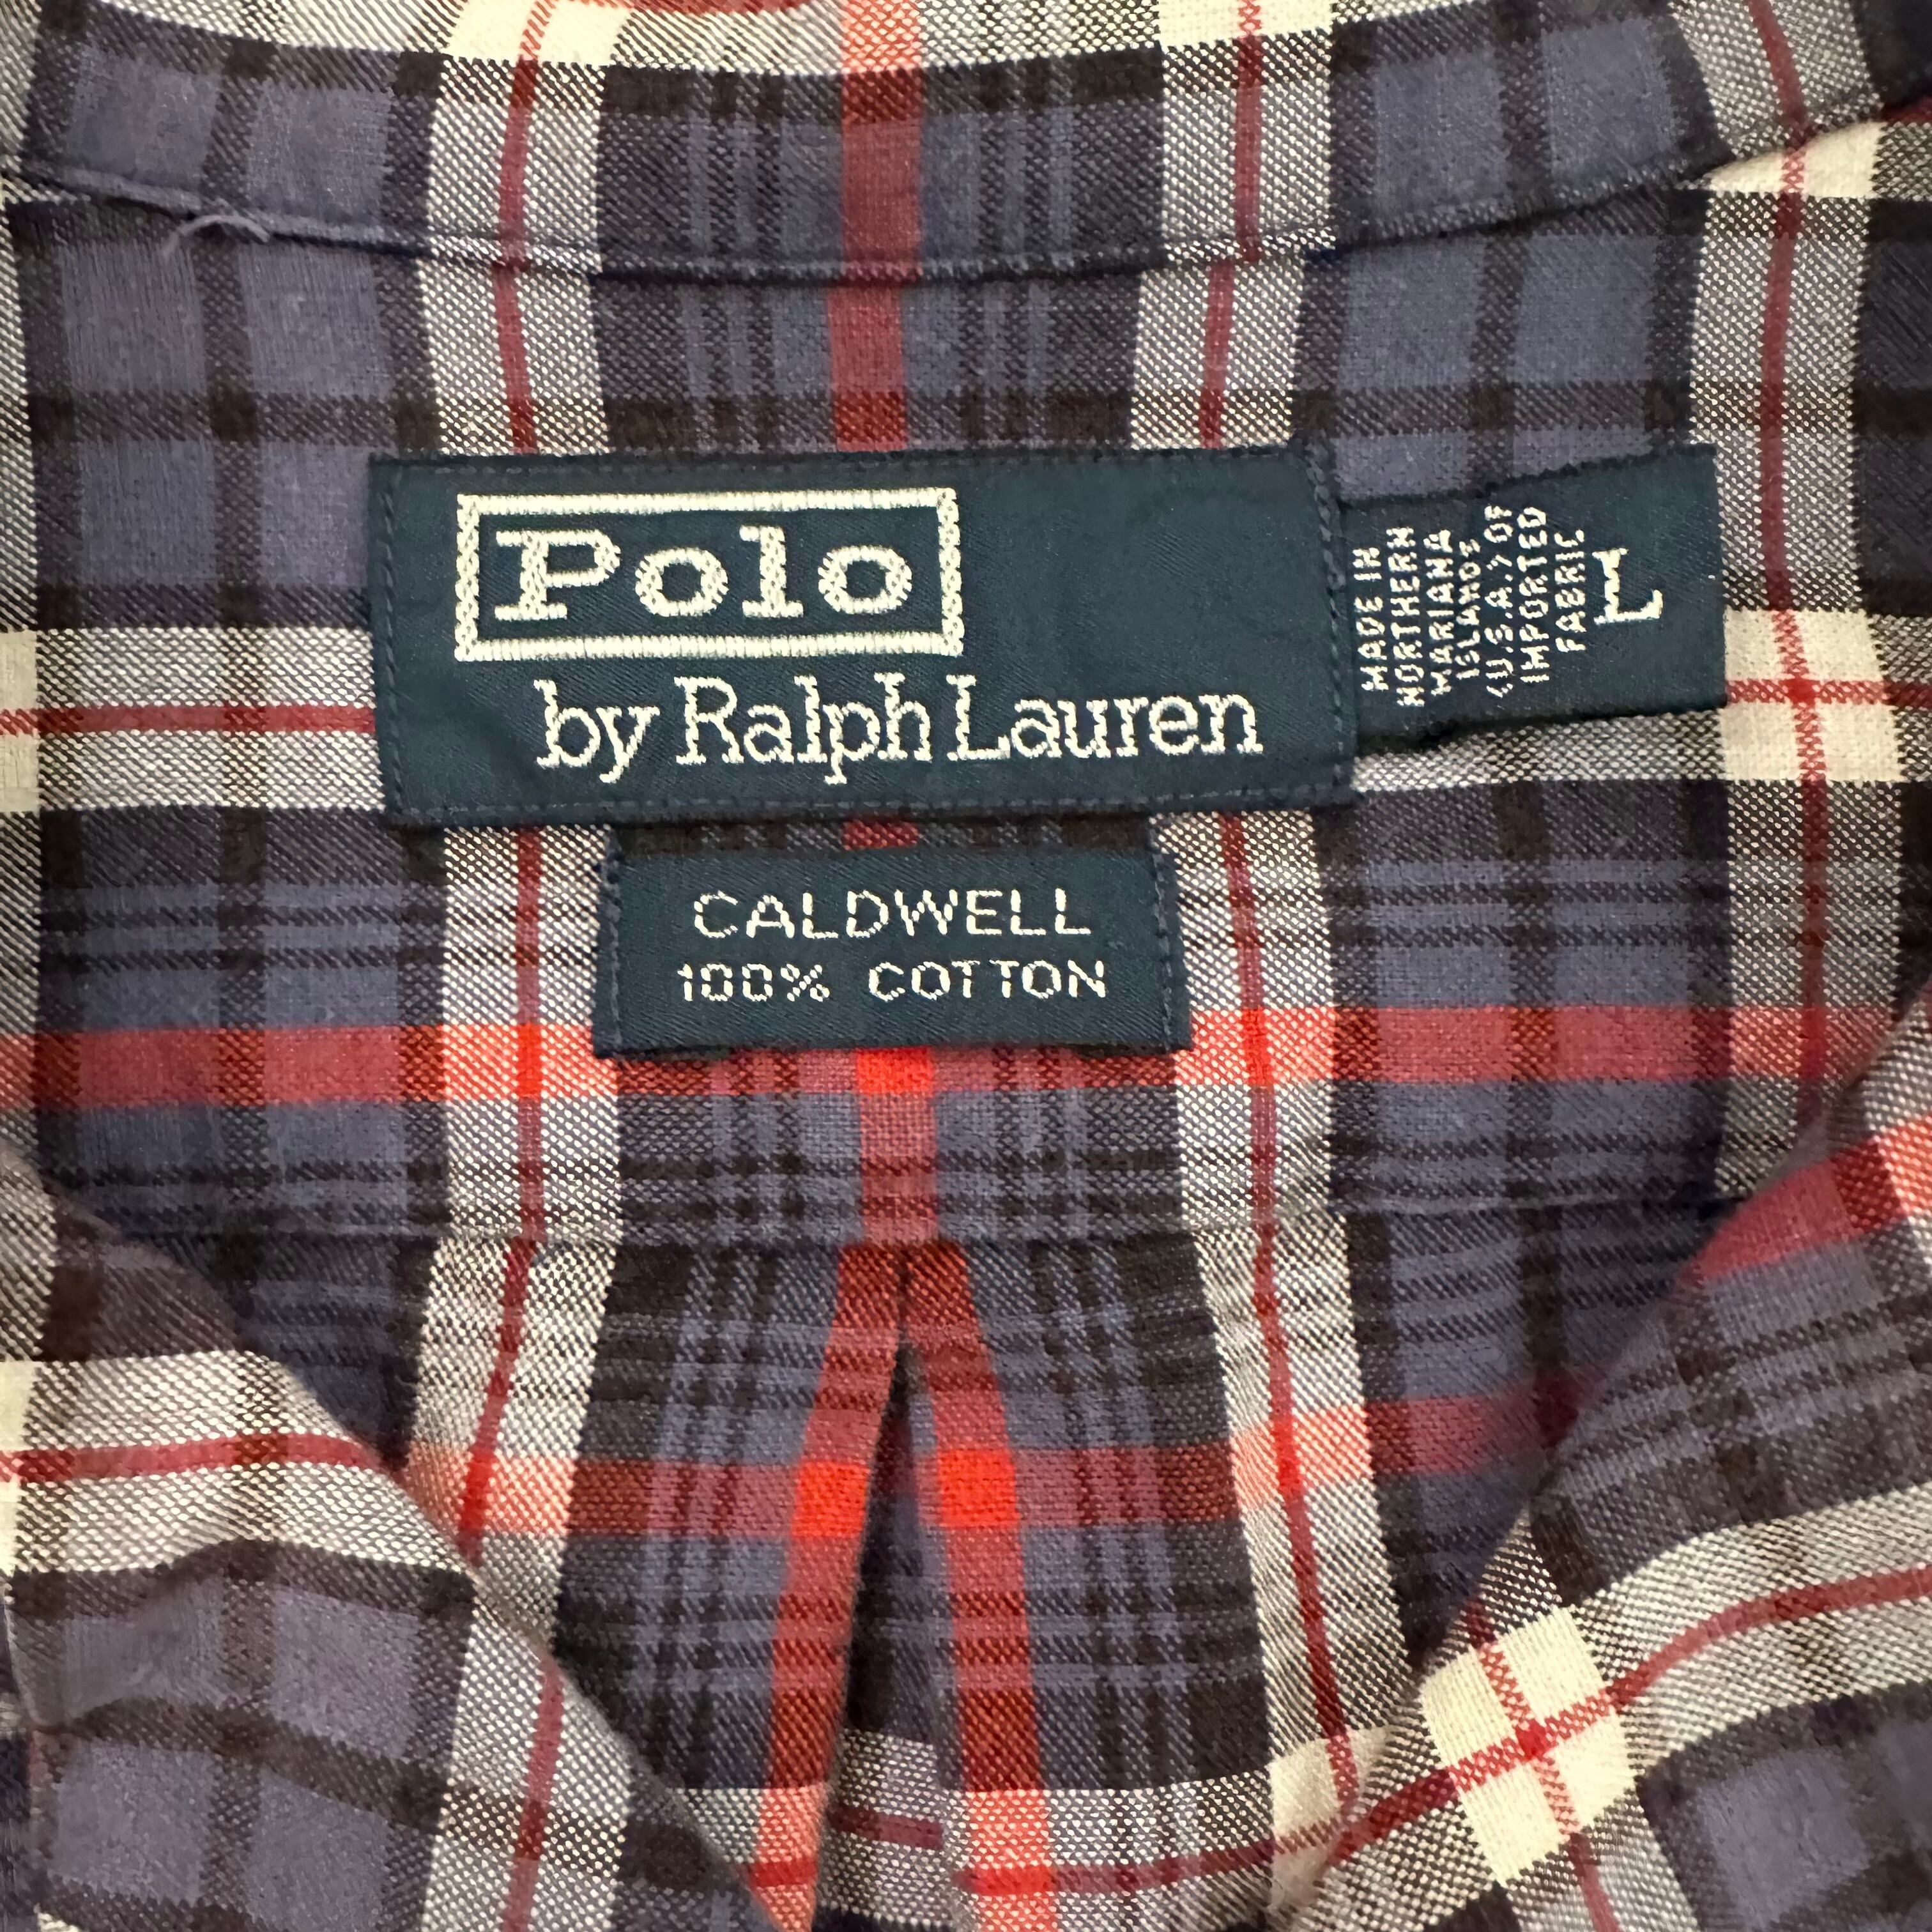 Polo
by Ralph Lauren
MADE IN
NORTHERN
MARIANA
ISLANDS
(U.S.A.) OF
IMPORTED
FABRIC
L
CALDWELL
100% COTTON